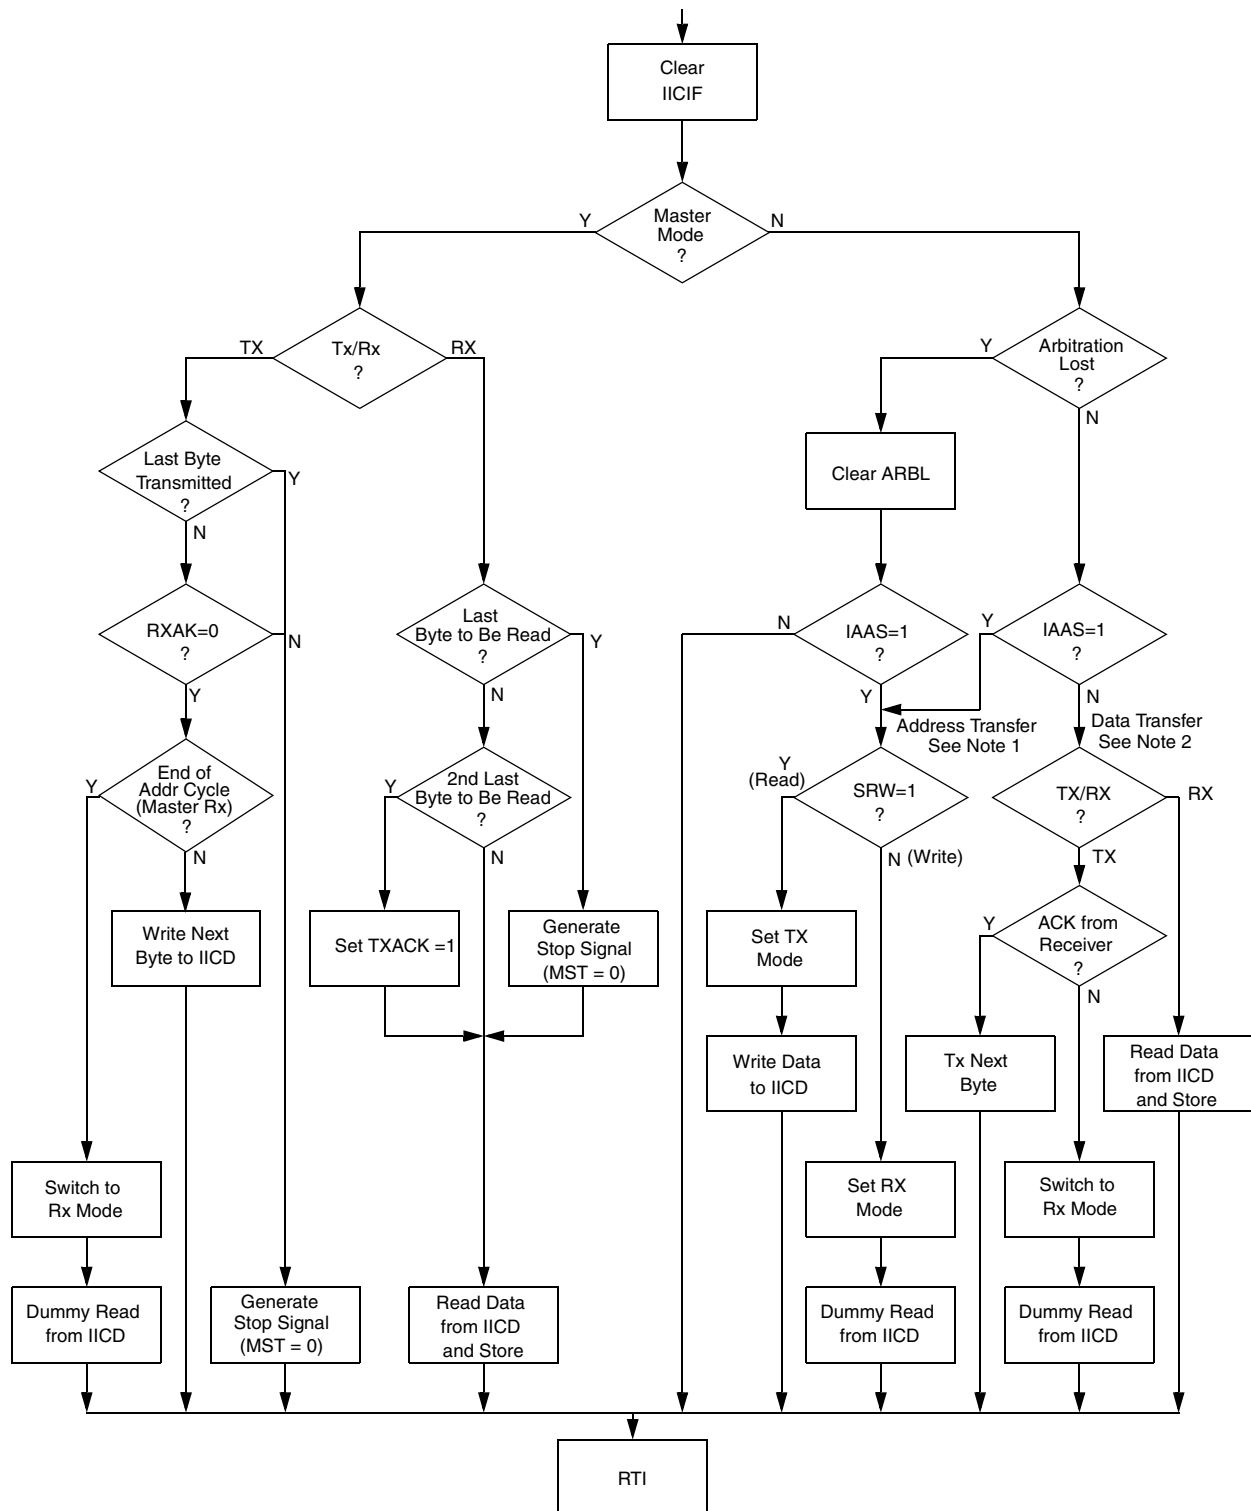 Clear
IICIF
Master
Mode
?
Y
N
Tx/Rx
?
TX
RX
Arbitration
Lost
?
Y
N
Last Byte
Transmitted
?
Y
N
Clear ARBL
RXAK=0
?
N
Y
Last
Byte to Be Read
?
Y
N
IAAS=1
?
N
Y
IAAS=1
?
Y
N
Address Transfer
See Note 1
Data Transfer
See Note 2
End of
Addr Cycle
(Master Rx)
?
Y
N
2nd Last
Byte to Be Read
?
Y
N
SRW=1
?
Y
(Read)
N (Write)
TX/RX
?
RX
TX
Write Next
Byte to IICD
Set TXACK =1
Generate
Stop Signal
(MST = 0)
Set TX
Mode
ACK from
Receiver
?
Y
N
Write Data
to IICD
Tx Next
Byte
Read Data
from IICD
and Store
Switch to
Rx Mode
Set RX
Mode
Switch to
Rx Mode
Dummy Read
from IICD
Generate
Stop Signal
(MST = 0)
Read Data
from IICD
and Store
Dummy Read
from IICD
Dummy Read
from IICD
RTI